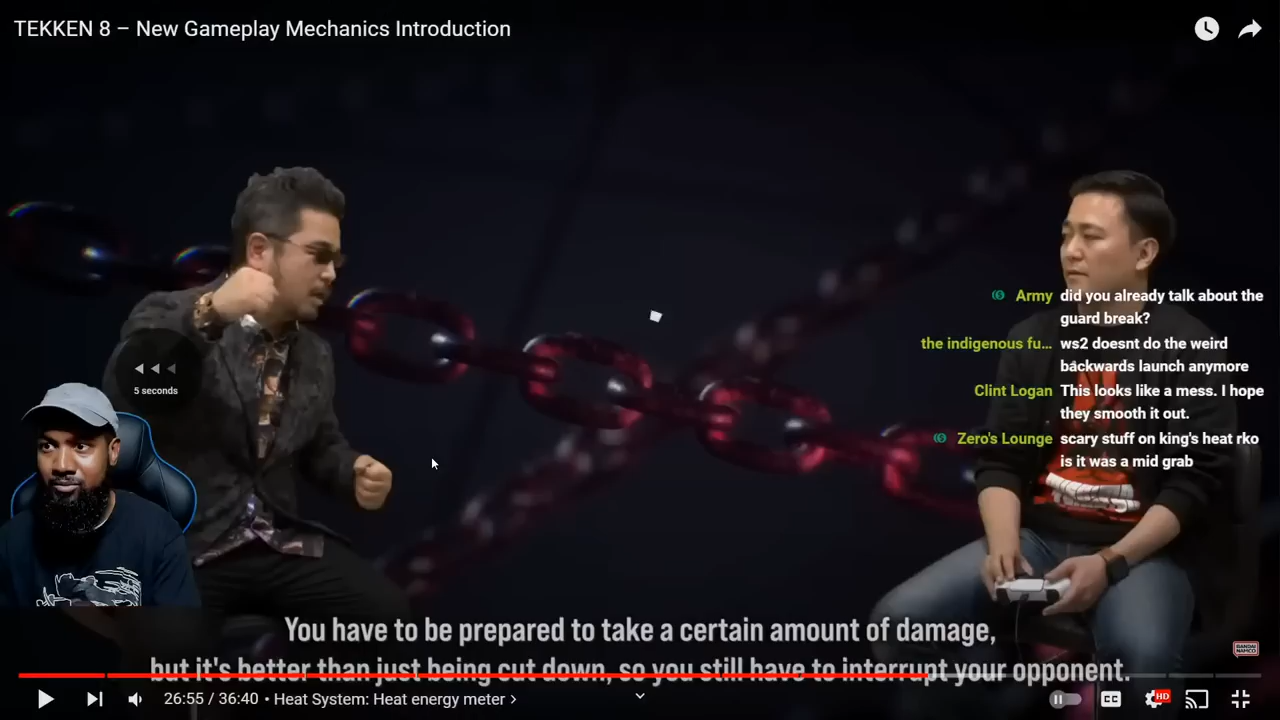 TEKKEN 8 – New Gameplay Mechanics Introduction
Army did you already talk about the
guard break?
the indigenous fu... ws2 doesnt do the weird
backwards launch anymore
Clint Logan This looks like a mess. I hope
they smooth it out.
Zero's Lounge scary stuff on king's heat rko
is it was a mid grab
5 seconds
You have to be prepared to take a certain amount of damage,
but it's better than just being cut down, so you still have to interrupt your opponent.
BANDAI
NAMCO
26:55 / 36:40 • Heat System: Heat energy meter
CC
HD